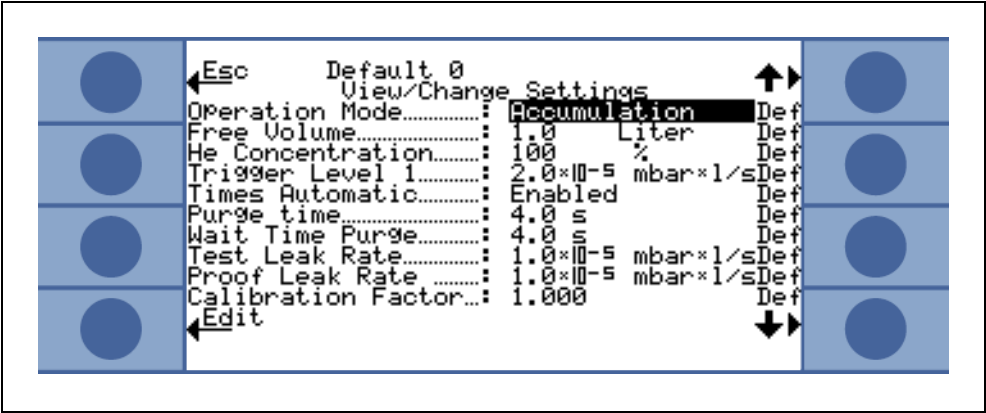 Esc Default 0
View/Change Settings
Operation Mode……………: Accumulation Def
Free Volume……………………: 1.0 Liter Def
He Concentration………: 100 % Def
Trigger Level 1…………: 2.0×10⁻⁵ mbar×l/sDef
Times Automatic…………: Enabled Def
Purge time………………………: 4.0 s Def
Wait Time Purge…………: 4.0 s Def
Test Leak Rate……………: 1.0×10⁻⁵ mbar×l/sDef
Proof Leak Rate ………: 1.0×10⁻⁵ mbar×l/sDef
Calibration Factor…: 1.000 Def
Edit